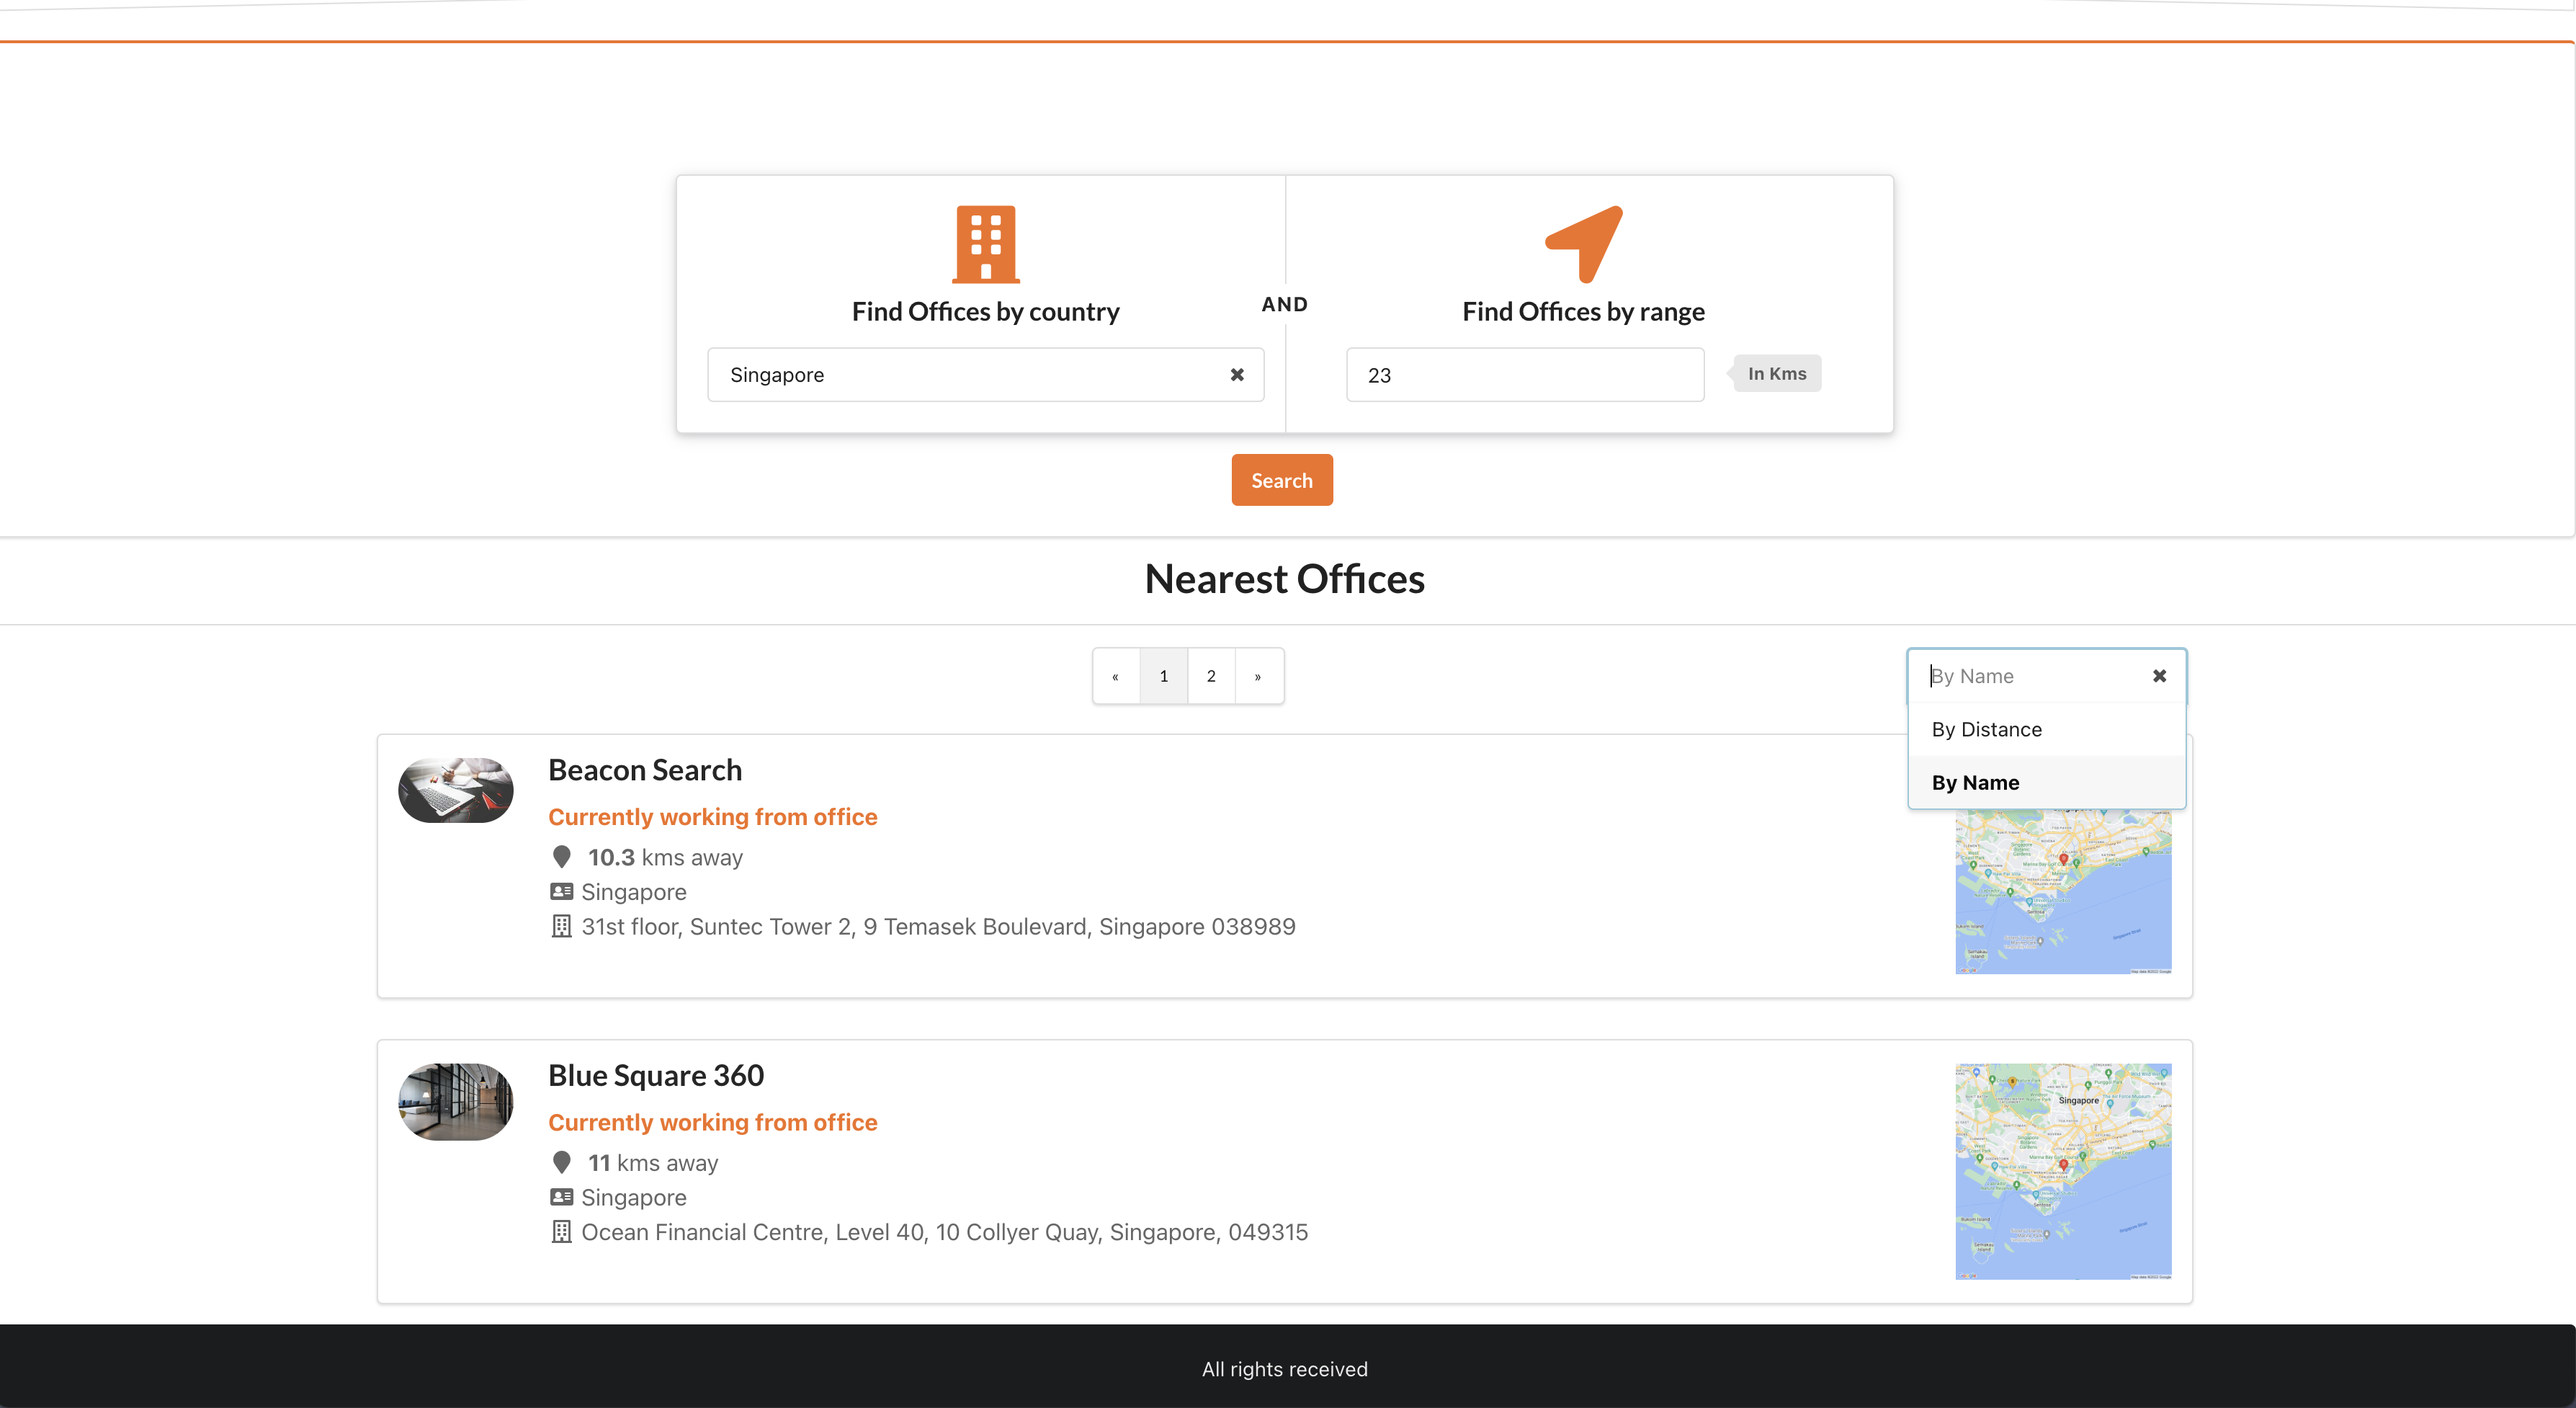 Find Offices by country
AND
Find Offices by range
Singapore
23
In Kms
Search
Nearest Offices
«
1
2
»
By Name
By Distance
By Name
Beacon Search
Currently working from office
10.3 kms away
Singapore
31st floor, Suntec Tower 2, 9 Temasek Boulevard, Singapore 038989
Blue Square 360
Currently working from office
11 kms away
Singapore
Ocean Financial Centre, Level 40, 10 Collyer Quay, Singapore, 049315
Singapore
All rights received